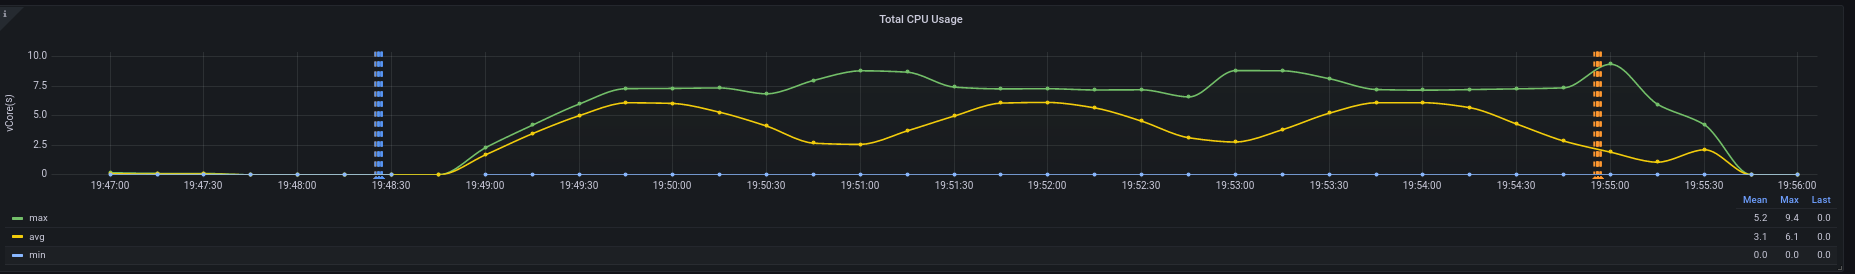 i
Total CPU Usage
vCore(s)
10.0
7.5
5.0
2.5
0
19:47:00 19:47:30 19:48:00 19:48:30 19:49:00 19:49:30 19:50:00 19:50:30 19:51:00 19:51:30 19:52:00 19:52:30 19:53:00 19:53:30 19:54:00 19:54:30 19:55:00 19:55:30 19:56:00
Mean Max Last
max 5.2 9.4 0.0
avg 3.1 6.1 0.0
min 0.0 0.0 0.0